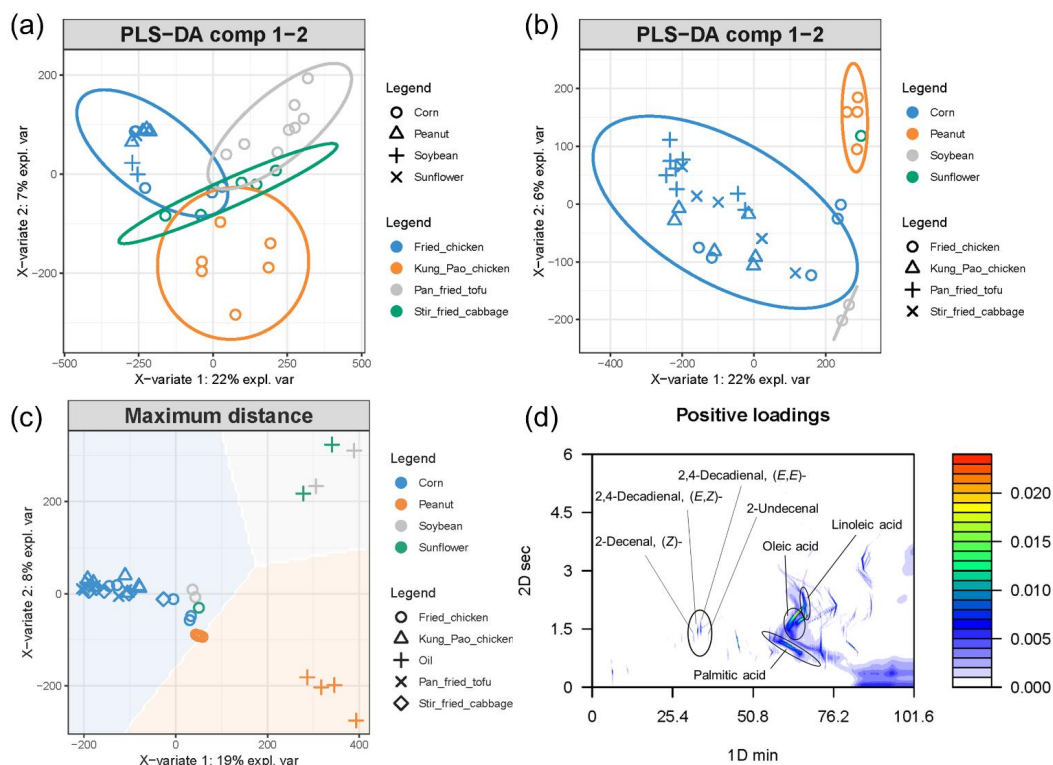 (a)
PLS−DA comp 1−2
200
0
−200
X−variate 2: 7% expl. var
−500
−250
0
250
500
X−variate 1: 22% expl. var
Legend
Corn
Peanut
Soybean
Sunflower
Legend
Fried_chicken
Kung_Pao_chicken
Pan_fried_tofu
Stir_fried_cabbage
(b)
PLS−DA comp 1−2
200
100
0
−100
−200
X−variate 2: 6% expl. var
−400
−200
0
200
X−variate 1: 22% expl. var
Legend
Corn
Peanut
Soybean
Sunflower
Legend
Fried_chicken
Kung_Pao_chicken
Pan_fried_tofu
Stir_fried_cabbage
(c)
Maximum distance
200
0
−200
X−variate 2: 8% expl. var
−200
0
200
400
X−variate 1: 19% expl. var
Legend
Corn
Peanut
Soybean
Sunflower
Legend
Fried_chicken
Kung_Pao_chicken
Oil
Pan_fried_tofu
Stir_fried_cabbage
(d)
Positive loadings
6
4.5
3
1.5
0
2D sec
2,4-Decadienal, (E,E)-
2,4-Decadienal, (E,Z)-
2-Undecenal
2-Decenal, (Z)-
Linoleic acid
Oleic acid
Palmitic acid
0
25.4
50.8
76.2
101.6
1D min
0.020
0.015
0.010
0.005
0.000